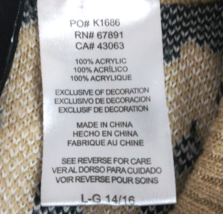 PO# K1686
RN# 67891
CA# 43063
100% ACRYLIC
100% ACRÍLICO
100% ACRYLIQUE
EXCLUSIVE OF DECORATION
EXCLUSIVO DE DECORACION
EXCLUSIF DE DECORATION
MADE IN CHINA
HECHO EN CHINA
FABRIQUE AU CHINE
SEE REVERSE FOR CARE
VER AL DORSO PARA CUIDADO
VOIR REVERSE POUR SOINS
L-G 14/16